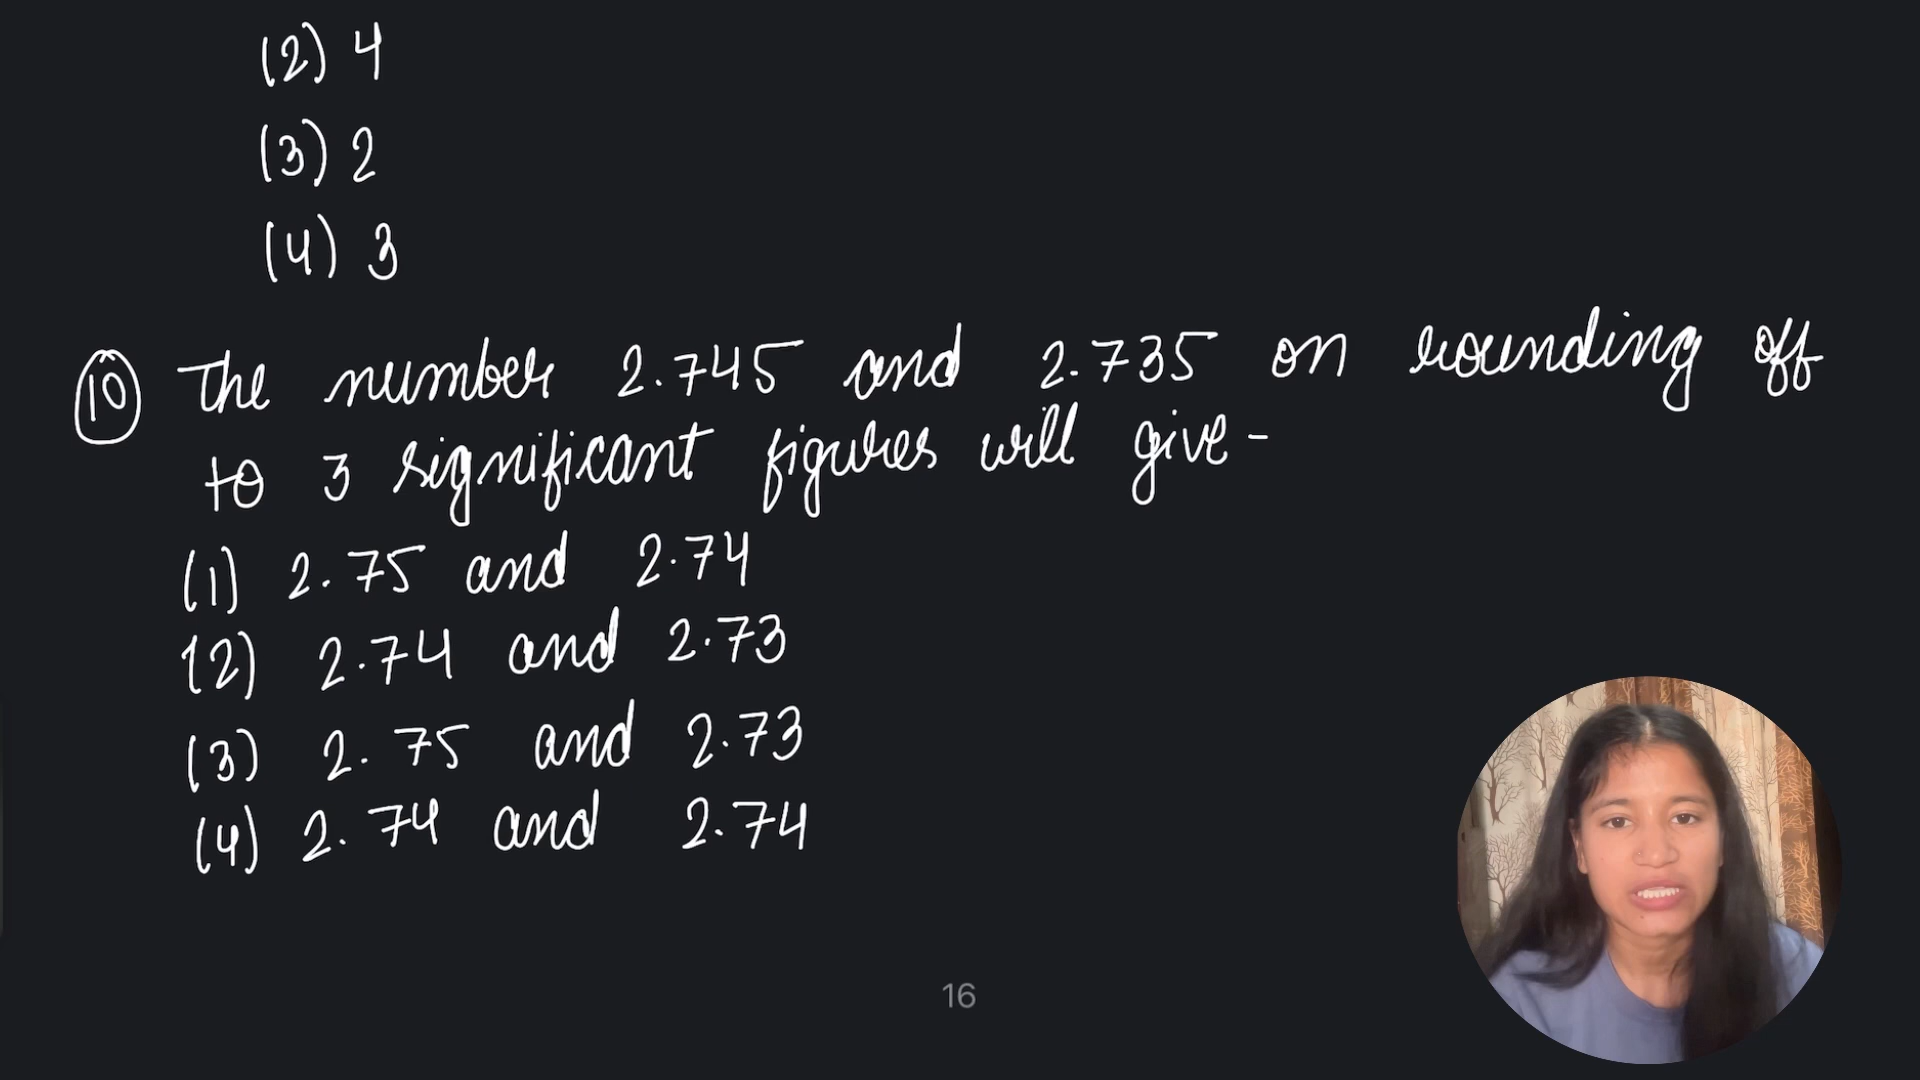 (2) 4
(3) 2
(4) 3
(10) The number 2.745 and 2.735 on rounding off
to 3 significant figures will give -
(1) 2.75 and 2.74
(2) 2.74 and 2.73
(3) 2.75 and 2.73
(4) 2.74 and 2.74
16